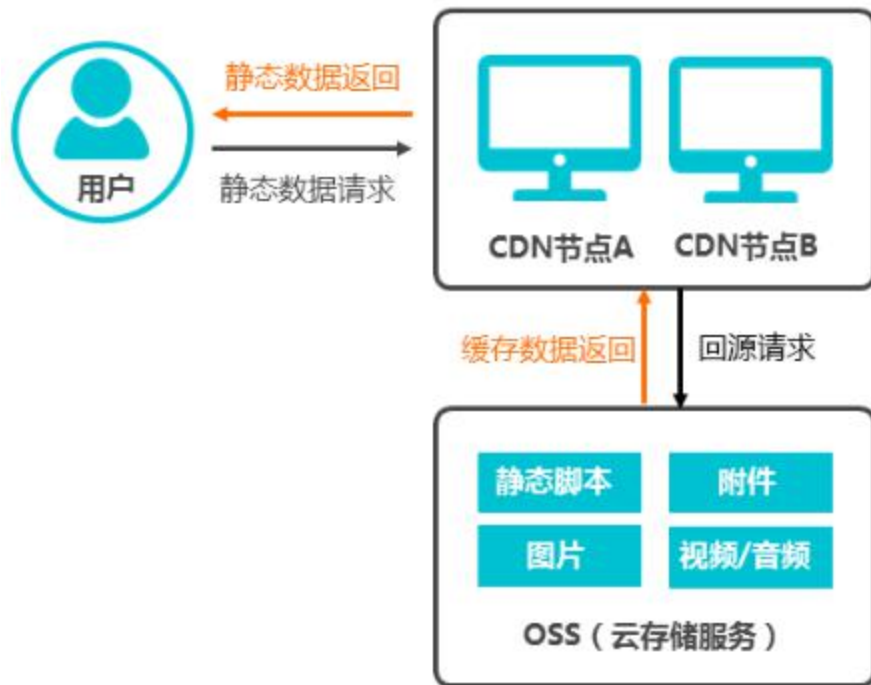 静态数据返回
用户
静态数据请求
CDN节点A
CDN节点B
缓存数据返回
回源请求
静态脚本
附件
图片
视频/音频
OSS（云存储服务）